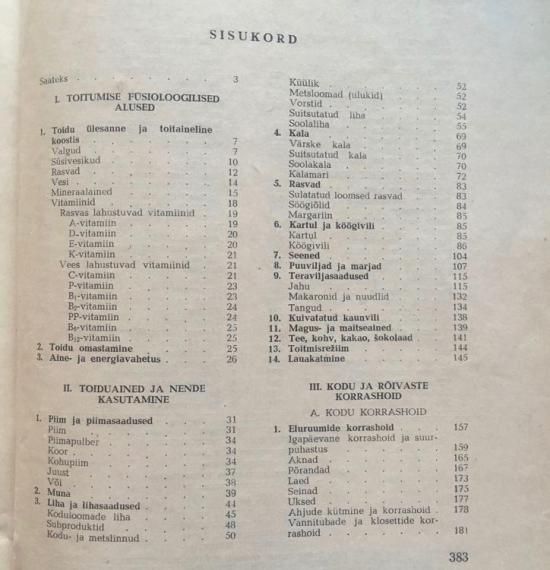 SISUKORD
Saateks 3
I. TOITUMISE FÜSIOLOOGILISED
ALUSED
1. Toidu ülesanne ja toitaineline
koostis 7
Valgud 7
Süsivesikud 10
Rasvad 12
Vesi 14
Mineraalained 15
Vitamiinid 18
Rasvas lahustuvad vitamiinid 19
A-vitamiin 19
D-vitamiin 20
E-vitamiin 20
K-vitamiin 21
Vees lahustuvad vitamiinid 21
C-vitamiin 21
P-vitamiin 23
B₁-vitamiin 23
B₂-vitamiin 24
PP-vitamiin 24
B₆-vitamiin 25
B₁₂-vitamiin 25
2. Toidu omastamine 25
3. Aine- ja energiavahetus 26
II. TOIDUAINED JA NENDE
KASUTAMINE
1. Piim ja piimasaadused 31
Piim 31
Piimapulber 34
Koor 34
Kohupiim 34
Juust 37
Või 38
2. Muna 39
3. Liha ja lihasaadused 44
Koduloomade liha 45
Subproduktid 48
Kodu- ja metslinnud 50
Küülik 52
Metsloomad (ulukid) 52
Vorstid 52
Suitsutatud liha 54
Soolaliha 55
4. Kala 69
Värske kala 69
Suitsutatud kala 70
Soolakala 70
Kalamari 72
5. Rasvad 83
Sulatatud loomsed rasvad 83
Söögiõlid 84
Margariin 85
6. Kartul ja köögivili 85
Kartul 85
Köögivili 86
7. Seened 104
8. Puuviljad ja marjad 107
9. Teraviljasaadused 115
Jahu 115
Makaronid ja nuudlid 132
Tangud 134
10. Kuivatatud kaunvili 138
11. Magus- ja maitseained 139
12. Tee, kohv, kakao, šokolaad 141
13. Toitmisrežiim 144
14. Lauakatmine 145
III. KODU JA RÕIVASTE
KORRASHOID
A. KODU KORRASHOID
1. Eluruumide korrashoid 157
Igapäevane korrashoid ja suur-
puhastus 159
Aknad 165
Põrandad 167
Laed 173
Seinad 175
Uksed 177
Ahjude kütmine ja korrashoid 178
Vannitubade ja klosettide kor-
rashoid 181
383